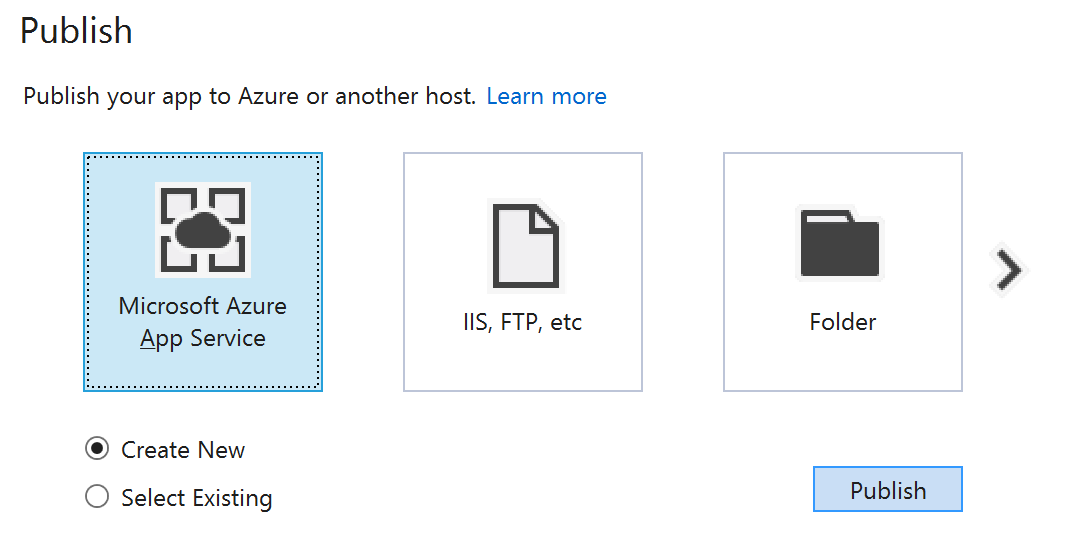 Publish
Publish your app to Azure or another host. Learn more
Microsoft Azure
App Service
IIS, FTP, etc
Folder
Create New
Select Existing
Publish